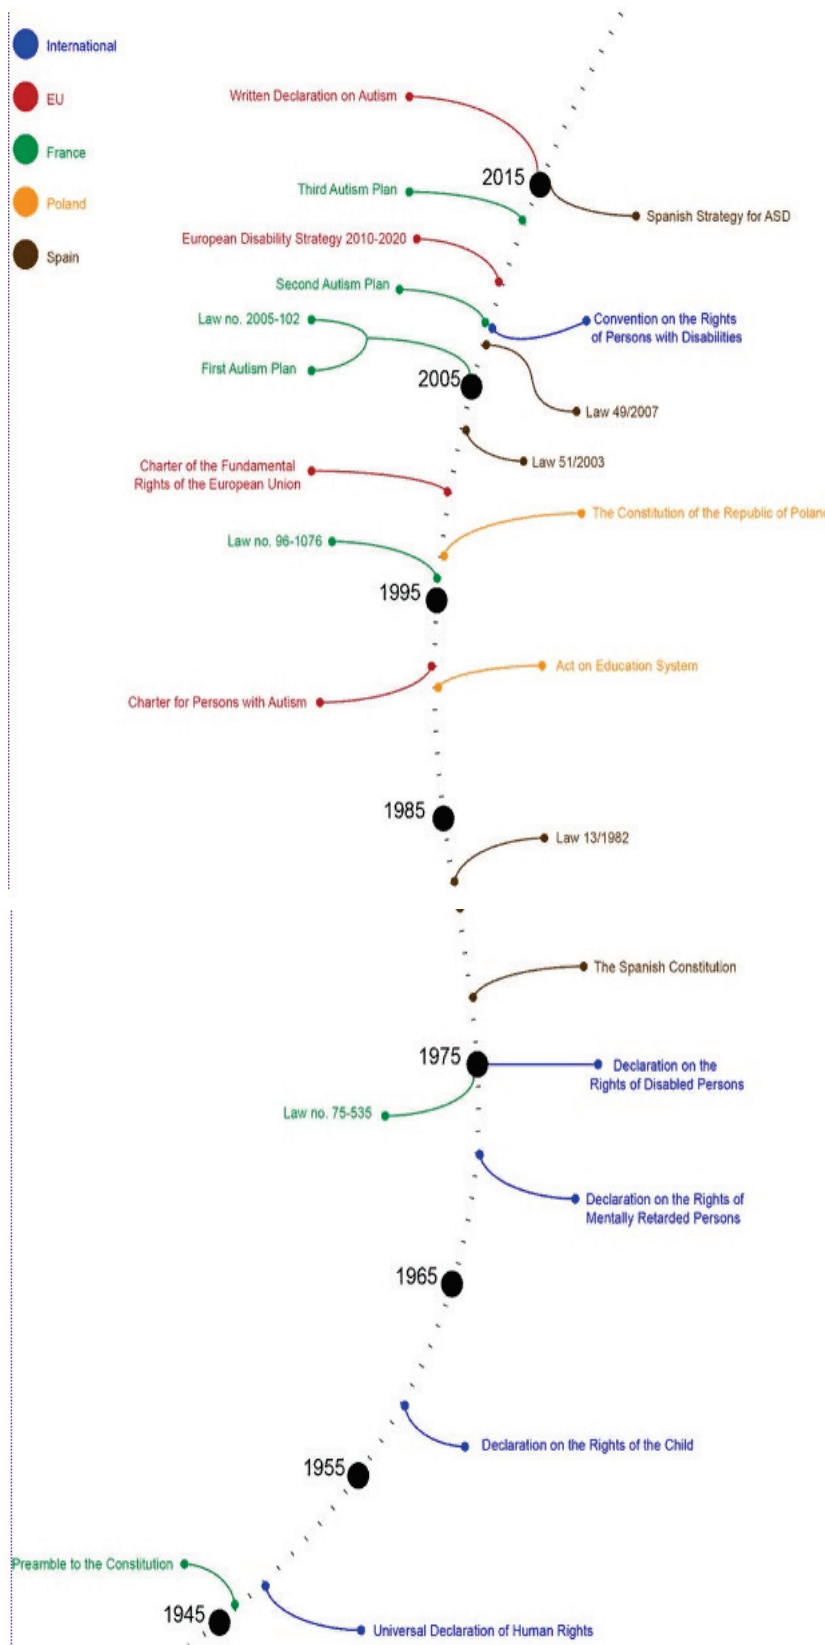 International
EU
France
Poland
Spain
Written Declaration on Autism
2015
Third Autism Plan
Spanish Strategy for ASD
European Disability Strategy 2010-2020
Second Autism Plan
Law no. 2005-102
Convention on the Rights
of Persons with Disabilities
First Autism Plan
2005
Law 49/2007
Law 51/2003
Charter of the Fundamental
Rights of the European Union
The Constitution of the Republic of Polan
Law no. 96-1076
1995
Act on Education System
Charter for Persons with Autism
1985
Law 13/1982
The Spanish Constitution
1975
Declaration on the
Rights of Disabled Persons
Law no. 75-535
Declaration on the Rights of
Mentally Retarded Persons
1965
Declaration on the Rights of the Child
1955
Preamble to the Constitution
1945
Universal Declaration of Human Rights